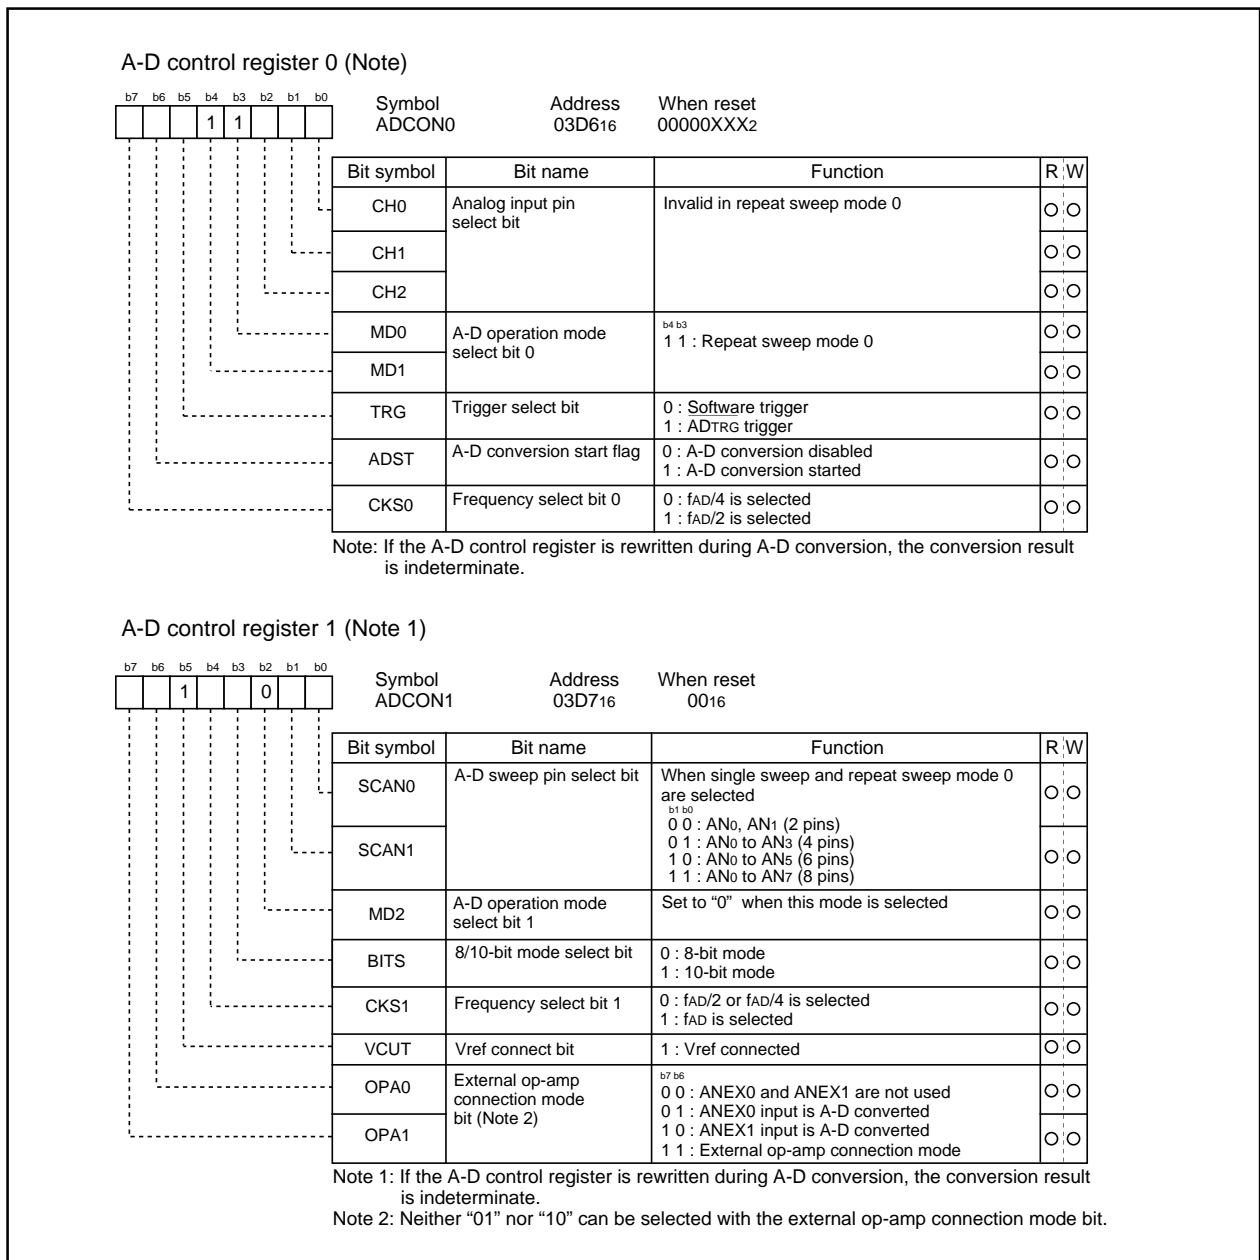 A-D control register 0 (Note)
b7 b6 b5 b4 b3 b2 b1 b0
1 1
Symbol Address When reset
ADCON0 03D616 00000XXX2
Bit symbol Bit name Function R W
CH0 Analog input pin select bit Invalid in repeat sweep mode 0
CH1
CH2
MD0 A-D operation mode select bit 0
b4 b3
1 1 : Repeat sweep mode 0
MD1
TRG Trigger select bit 0 : Software trigger
1 : ADTRG trigger
ADST A-D conversion start flag 0 : A-D conversion disabled
1 : A-D conversion started
CKS0 Frequency select bit 0 0 : fAD/4 is selected
1 : fAD/2 is selected
Note: If the A-D control register is rewritten during A-D conversion, the conversion result
is indeterminate.
A-D control register 1 (Note 1)
b7 b6 b5 b4 b3 b2 b1 b0
1 0
Symbol Address When reset
ADCON1 03D716 0016
Bit symbol Bit name Function R W
SCAN0 A-D sweep pin select bit When single sweep and repeat sweep mode 0
are selected
b1 b0
0 0 : AN0, AN1 (2 pins)
0 1 : AN0 to AN3 (4 pins)
SCAN1
1 0 : AN0 to AN5 (6 pins)
1 1 : AN0 to AN7 (8 pins)
MD2 A-D operation mode select bit 1 Set to “0” when this mode is selected
BITS 8/10-bit mode select bit 0 : 8-bit mode
1 : 10-bit mode
CKS1 Frequency select bit 1 0 : fAD/2 or fAD/4 is selected
1 : fAD is selected
VCUT Vref connect bit 1 : Vref connected
OPA0 External op-amp connection mode bit (Note 2)
b7 b6
0 0 : ANEX0 and ANEX1 are not used
0 1 : ANEX0 input is A-D converted
OPA1
1 0 : ANEX1 input is A-D converted
1 1 : External op-amp connection mode
Note 1: If the A-D control register is rewritten during A-D conversion, the conversion result
is indeterminate.
Note 2: Neither “01” nor “10” can be selected with the external op-amp connection mode bit.